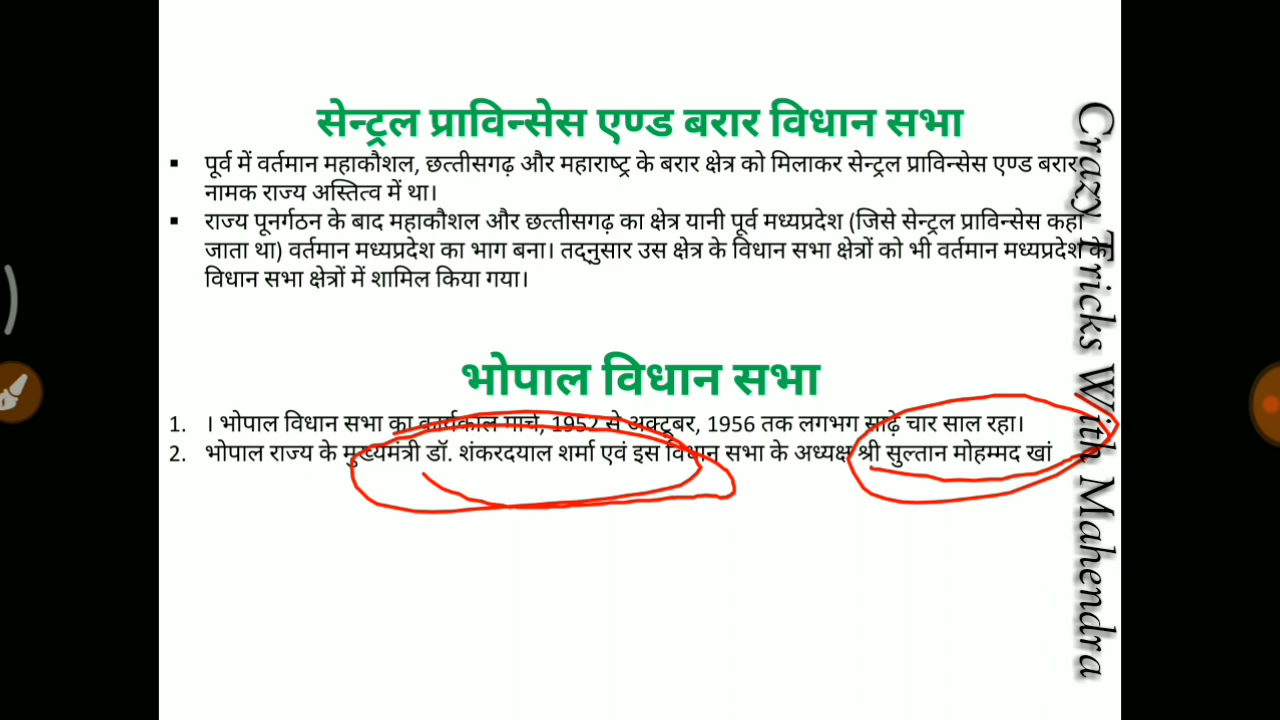 सेन्ट्रल प्राविन्सेस एण्ड बरार विधान सभा
▪ पूर्व में वर्तमान महाकौशल, छत्तीसगढ़ और महाराष्ट्र के बरार क्षेत्र को मिलाकर सेन्ट्रल प्राविन्सेस एण्ड बरार
नामक राज्य अस्तित्व में था।
▪ राज्य पूनर्गठन के बाद महाकौशल और छत्तीसगढ़ का क्षेत्र यानी पूर्व मध्यप्रदेश (जिसे सेन्ट्रल प्राविन्सेस कहा
जाता था) वर्तमान मध्यप्रदेश का भाग बना। तद्नुसार उस क्षेत्र के विधान सभा क्षेत्रों को भी वर्तमान मध्यप्रदेश के
विधान सभा क्षेत्रों में शामिल किया गया।
भोपाल विधान सभा
1. । भोपाल विधान सभा का कार्यकाल मार्च, 1952 से अक्टूबर, 1956 तक लगभग साढ़े चार साल रहा।
2. भोपाल राज्य के मुख्यमंत्री डॉ. शंकरदयाल शर्मा एवं इस विधान सभा के अध्यक्ष श्री सुल्तान मोहम्मद खां
Crazy Tricks With Mahendra